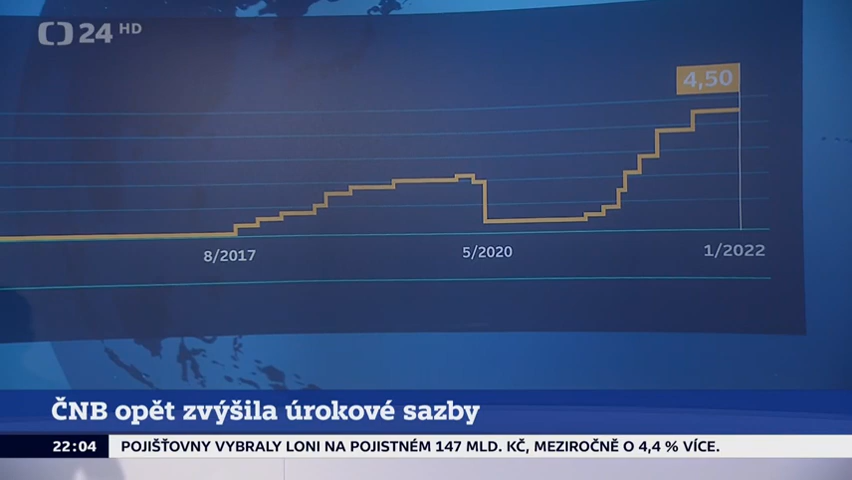 24 HD
4,50
8/2017
5/2020
1/2022
ČNB opět zvýšila úrokové sazby
22:04 POJIŠŤOVNY VYBRALY LONI NA POJISTNÉM 147 MLD. KČ, MEZIROČNĚ O 4,4 % VÍCE.